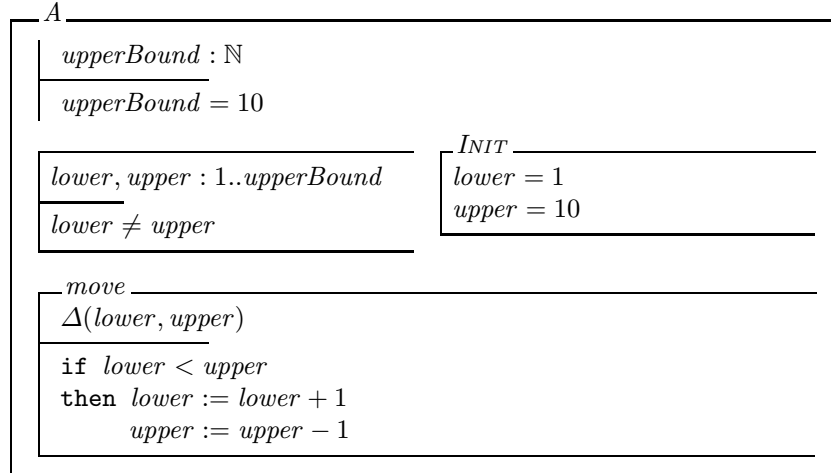 A
upperBound : ℕ
upperBound = 10
lower, upper : 1..upperBound
lower ≠ upper
INIT
lower = 1
upper = 10
move
Δ(lower, upper)
if lower < upper
then lower := lower + 1
upper := upper − 1